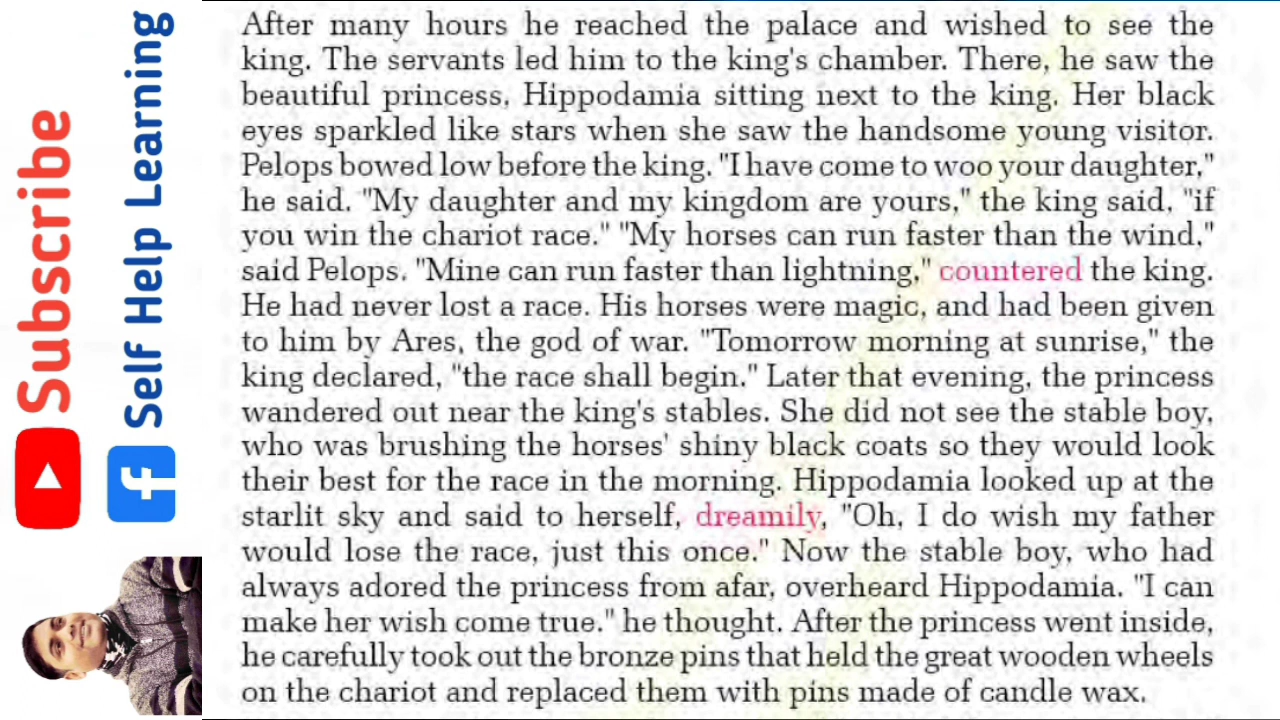 Subscribe
Self Help Learning
After many hours he reached the palace and wished to see the
king. The servants led him to the king's chamber. There, he saw the
beautiful princess, Hippodamia sitting next to the king. Her black
eyes sparkled like stars when she saw the handsome young visitor.
Pelops bowed low before the king. "I have come to woo your daughter,"
he said. "My daughter and my kingdom are yours," the king said, "if
you win the chariot race." "My horses can run faster than the wind,"
said Pelops. "Mine can run faster than lightning," countered the king.
He had never lost a race. His horses were magic, and had been given
to him by Ares, the god of war. "Tomorrow morning at sunrise," the
king declared, "the race shall begin." Later that evening, the princess
wandered out near the king's stables. She did not see the stable boy,
who was brushing the horses' shiny black coats so they would look
their best for the race in the morning. Hippodamia looked up at the
starlit sky and said to herself, dreamily, "Oh, I do wish my father
would lose the race, just this once." Now the stable boy, who had
always adored the princess from afar, overheard Hippodamia. "I can
make her wish come true." he thought. After the princess went inside,
he carefully took out the bronze pins that held the great wooden wheels
on the chariot and replaced them with pins made of candle wax.